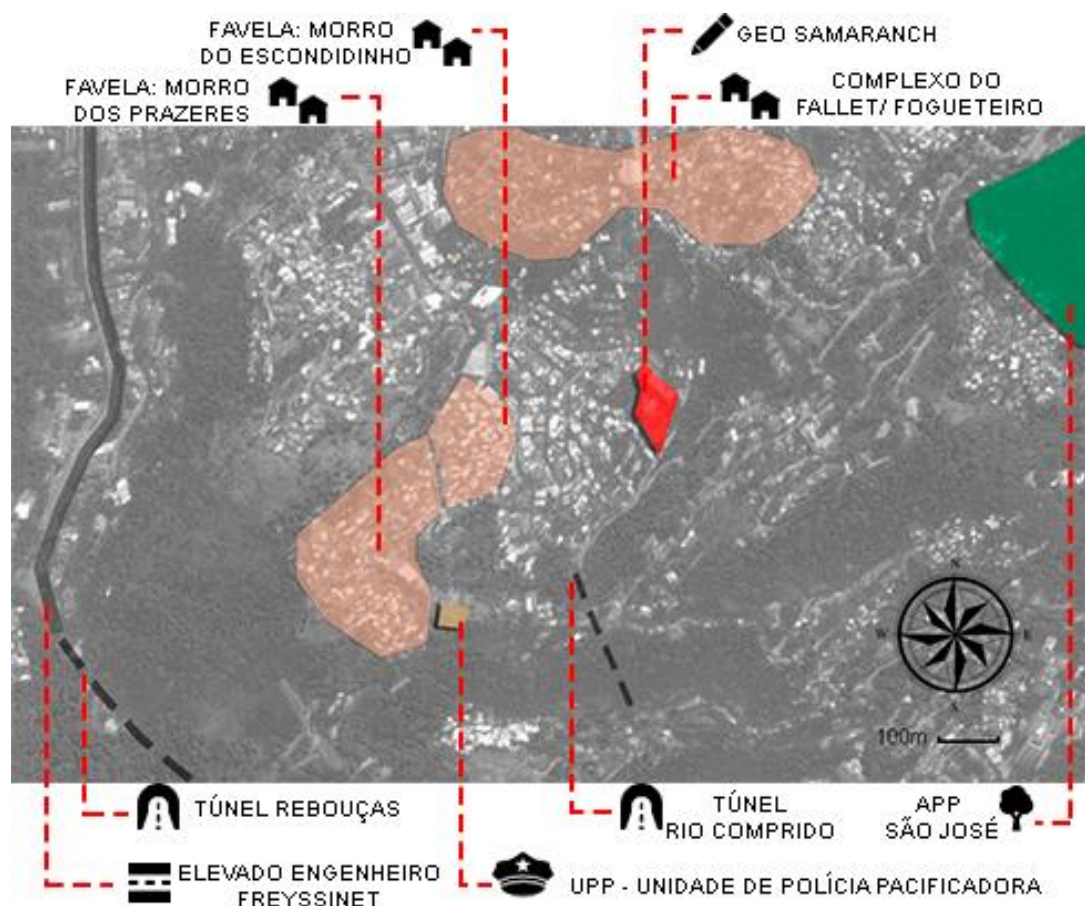 FAVELA: MORRO
DO ESCONDIDINHO
GEO SAMARANCH
FAVELA: MORRO
DOS PRAZERES
COMPLEXO DO
FALLET/ FOGUETEIRO
N
W
E
S
100m
TÚNEL REBOUÇAS
TÚNEL
RIO COMPRIDO
APP
SÃO JOSÉ
ELEVADO ENGENHEIRO
FREYSSINET
UPP - UNIDADE DE POLÍCIA PACIFICADORA